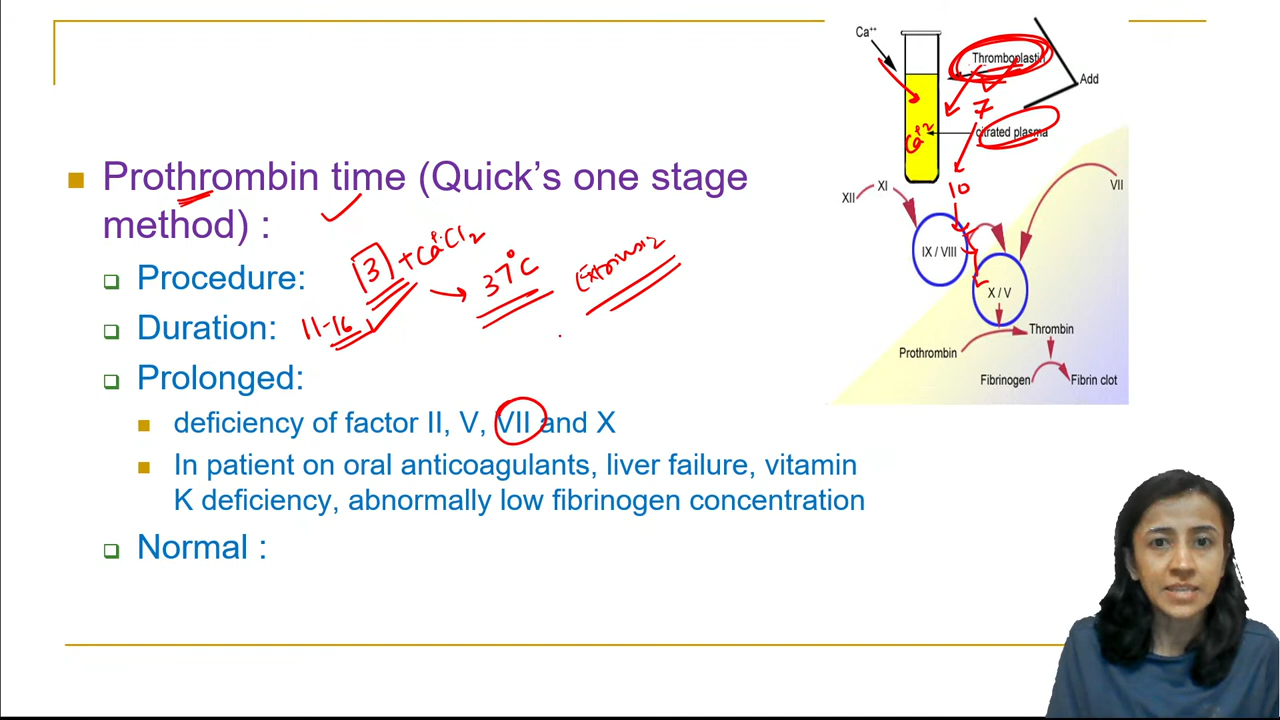 Prothrombin time (Quick's one stage
method) :
Procedure:
[3] + CaCl2
37°C
Extrinsic
Duration:
11-16
Prolonged:
deficiency of factor II, V, VII and X
In patient on oral anticoagulants, liver failure, vitamin
K deficiency, abnormally low fibrinogen concentration
Normal :
Ca++
Thromboplastin
Add
7
Ca+2
citrated plasma
10
XII
XI
VII
IX / VIII
X / V
Thrombin
Prothrombin
Fibrinogen
Fibrin clot